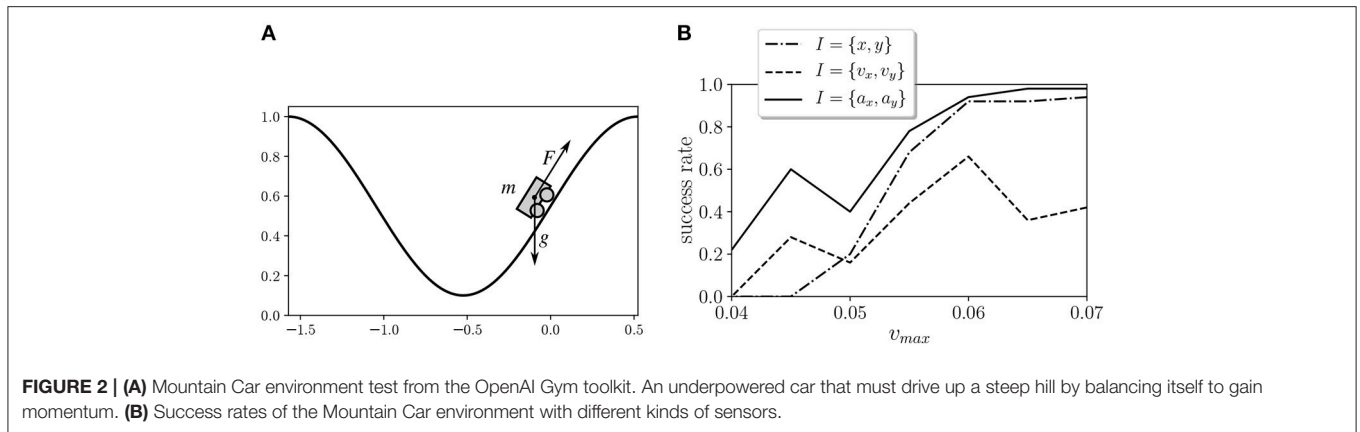 A
1.0
0.8
0.6
0.4
0.2
0.0
−1.5 −1.0 −0.5 0.0 0.5
m
F
g
B
I = {x, y}
I = {v_x, v_y}
I = {a_x, a_y}
success rate
1.0
0.8
0.6
0.4
0.2
0.0
0.04 0.05 0.06 0.07
v_max
FIGURE 2 | (A) Mountain Car environment test from the OpenAI Gym toolkit. An underpowered car that must drive up a steep hill by balancing itself to gain
momentum. (B) Success rates of the Mountain Car environment with different kinds of sensors.